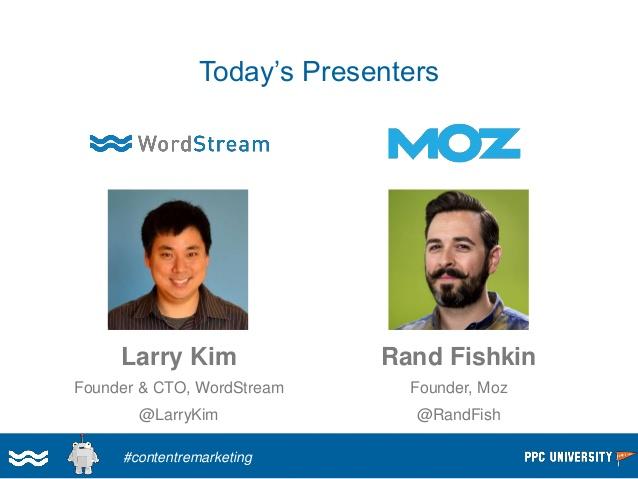 Today’s Presenters
WordStream
MOZ
Larry Kim
Founder & CTO, WordStream
@LarryKim
Rand Fishkin
Founder, Moz
@RandFish
#contentremarketing
PPC UNIVERSITY